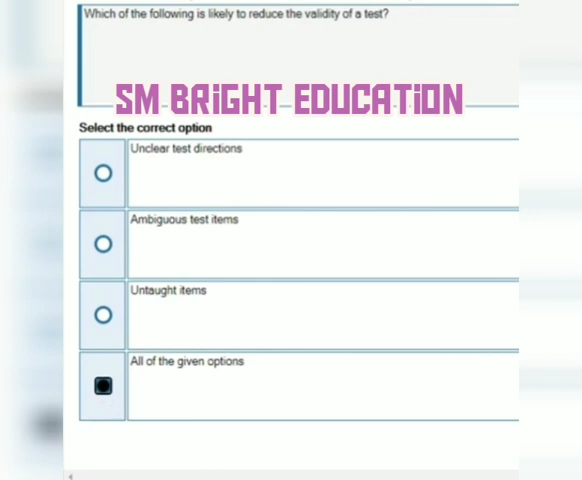 Which of the following is likely to reduce the validity of a test?
SM BRIGHT EDUCATION
Select the correct option
Unclear test directions
Ambiguous test items
Untaught items
All of the given options